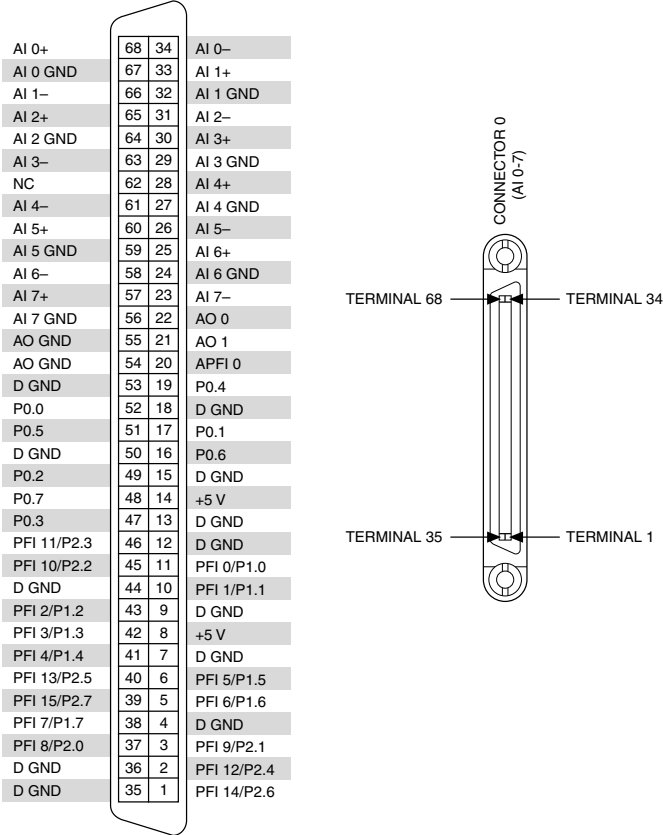 AI 0+ 68 34 AI 0–
AI 0 GND 67 33 AI 1+
AI 1– 66 32 AI 1 GND
AI 2+ 65 31 AI 2–
AI 2 GND 64 30 AI 3+
AI 3– 63 29 AI 3 GND
NC 62 28 AI 4+
AI 4– 61 27 AI 4 GND
AI 5+ 60 26 AI 5–
AI 5 GND 59 25 AI 6+
AI 6– 58 24 AI 6 GND
AI 7+ 57 23 AI 7–
AI 7 GND 56 22 AO 0
AO GND 55 21 AO 1
AO GND 54 20 APFI 0
D GND 53 19 P0.4
P0.0 52 18 D GND
P0.5 51 17 P0.1
D GND 50 16 P0.6
P0.2 49 15 D GND
P0.7 48 14 +5 V
P0.3 47 13 D GND
PFI 11/P2.3 46 12 D GND
PFI 10/P2.2 45 11 PFI 0/P1.0
D GND 44 10 PFI 1/P1.1
PFI 2/P1.2 43 9 D GND
PFI 3/P1.3 42 8 +5 V
PFI 4/P1.4 41 7 D GND
PFI 13/P2.5 40 6 PFI 5/P1.5
PFI 15/P2.7 39 5 PFI 6/P1.6
PFI 7/P1.7 38 4 D GND
PFI 8/P2.0 37 3 PFI 9/P2.1
D GND 36 2 PFI 12/P2.4
D GND 35 1 PFI 14/P2.6
CONNECTOR 0
(AI 0-7)
TERMINAL 68 TERMINAL 34
TERMINAL 35 TERMINAL 1